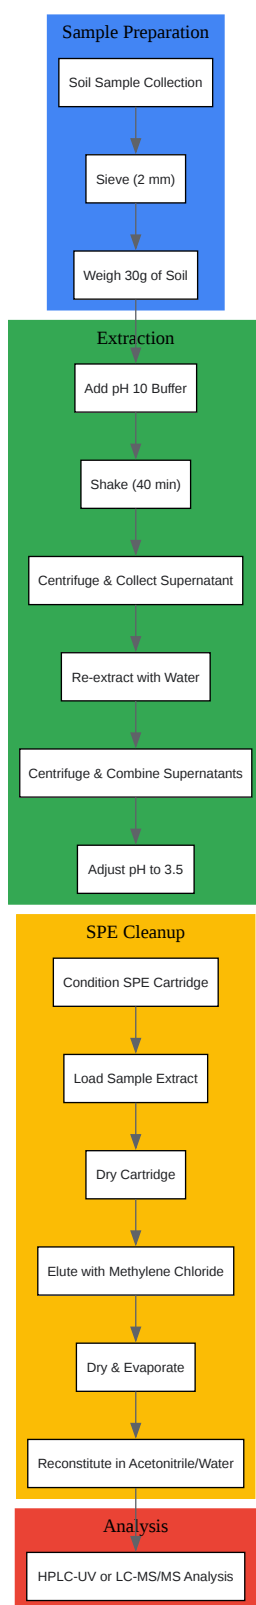 Sample Preparation
Soil Sample Collection
Sieve (2 mm)
Weigh 30g of Soil
Extraction
Add pH 10 Buffer
Shake (40 min)
Centrifuge & Collect Supernatant
Re-extract with Water
Centrifuge & Combine Supernatants
Adjust pH to 3.5
SPE Cleanup
Condition SPE Cartridge
Load Sample Extract
Dry Cartridge
Elute with Methylene Chloride
Dry & Evaporate
Reconstitute in Acetonitrile/Water
Analysis
HPLC-UV or LC-MS/MS Analysis